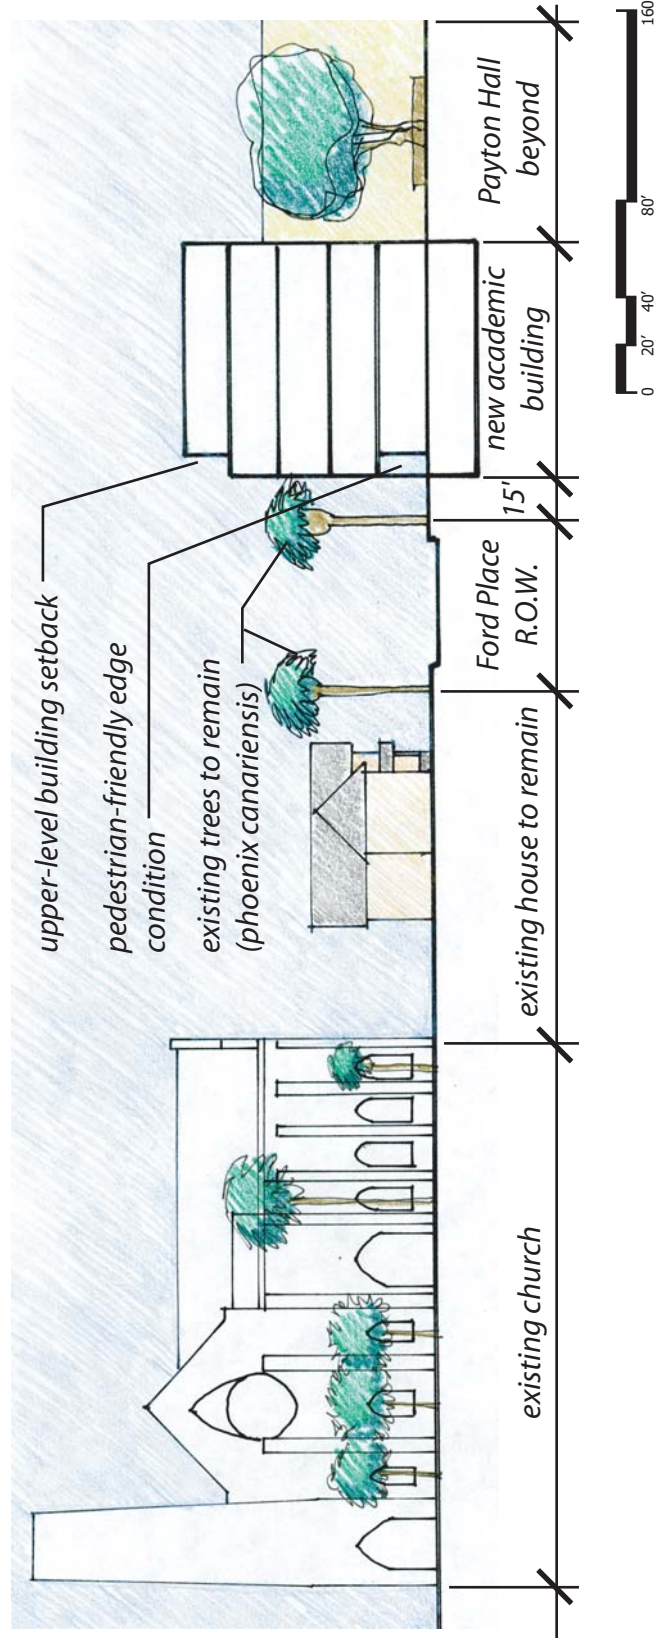 upper-level building setback
pedestrian-friendly edge
condition
existing trees to remain
(phoenix canariensis)
existing church
existing house to remain
Ford Place
R.O.W.
15'
new academic
building
Payton Hall
beyond
0 20' 40' 80' 160